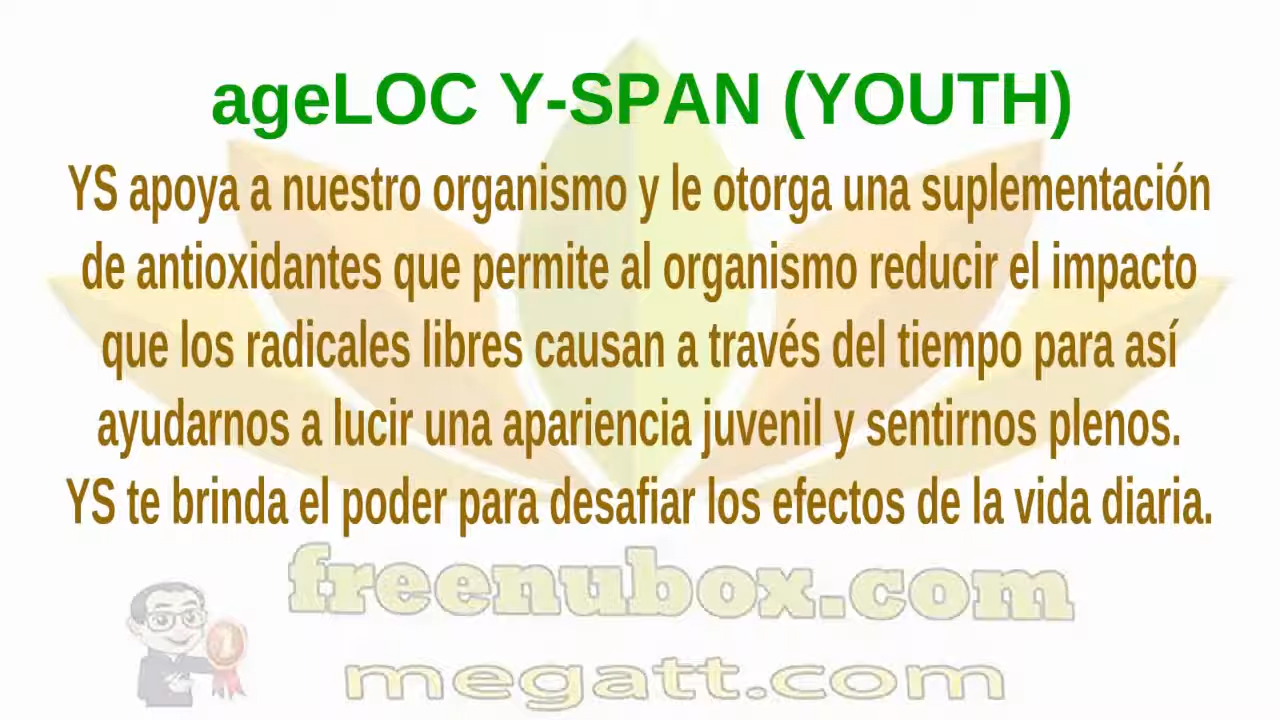 ageLOC Y-SPAN (YOUTH)
YS apoya a nuestro organismo y le otorga una suplementación
de antioxidantes que permite al organismo reducir el impacto
que los radicales libres causan a través del tiempo para así
ayudarnos a lucir una apariencia juvenil y sentirnos plenos.
YS te brinda el poder para desafiar los efectos de la vida diaria.
freenubox.com
1
megatt.com